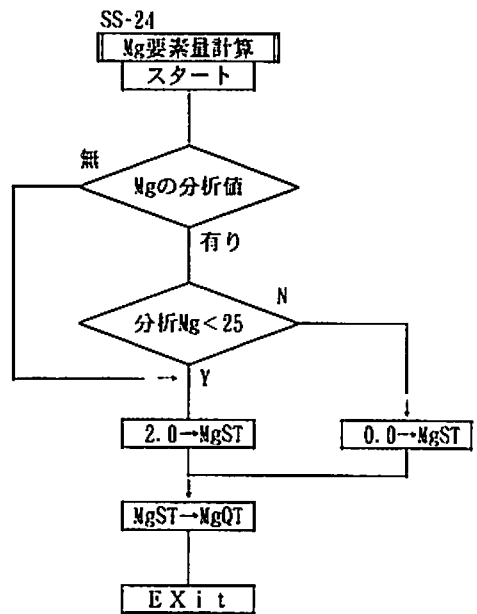 SS-24
Mg要素量計算
スタート
無
Mgの分析値
有り
分析Mg<25
N
Y
2.0→MgST
0.0→MgST
MgST→MgQT
EXit